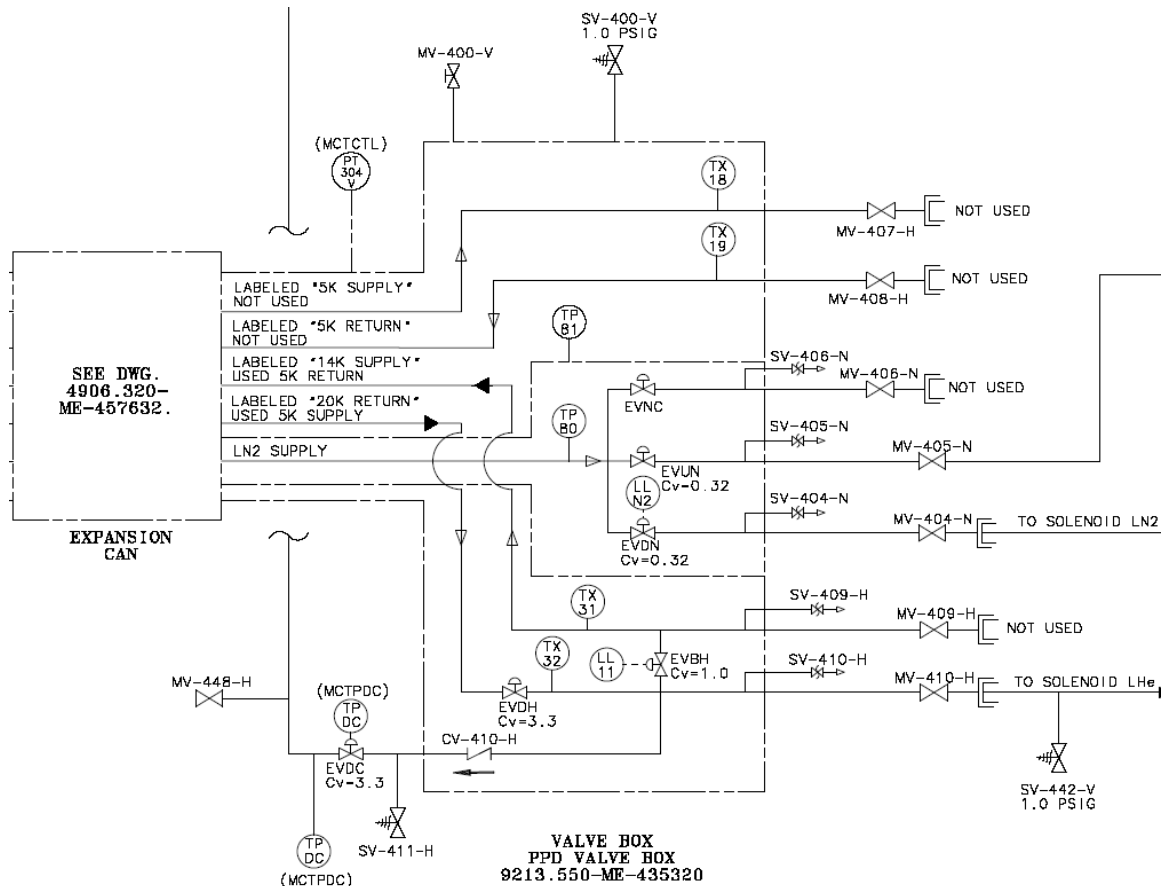 SV-400-V
1.0 PSIG
MV-400-V
(MCTCTL)
PT
304
V
TX
18
NOT USED
MV-407-H
TX
19
NOT USED
MV-408-H
LABELED "5K SUPPLY"
NOT USED
LABELED "5K RETURN"
NOT USED
LABELED "14K SUPPLY"
USED 5K RETURN
LABELED "20K RETURN"
USED 5K SUPPLY
LN2 SUPPLY
SEE DWG.
4906.320-
ME-457632.
EXPANSION
CAN
TP
81
TP
80
SV-406-N
MV-406-N
NOT USED
EVNC
SV-405-N
MV-405-N
EVUN
Cv=0.32
LL
N2
SV-404-N
MV-404-N
TO SOLENOID LN2
EVDN
Cv=0.32
TX
31
SV-409-H
MV-409-H
NOT USED
TX
32
LL
11
EVBH
Cv=1.0
SV-410-H
MV-410-H
TO SOLENOID LHe
EVDH
Cv=3.3
MV-448-H
(MCTPDC)
TP
DC
EVDC
Cv=3.3
CV-410-H
SV-411-H
TP
DC
(MCTPDC)
SV-442-V
1.0 PSIG
VALVE BOX
PPD VALVE BOX
9213.550-ME-435320